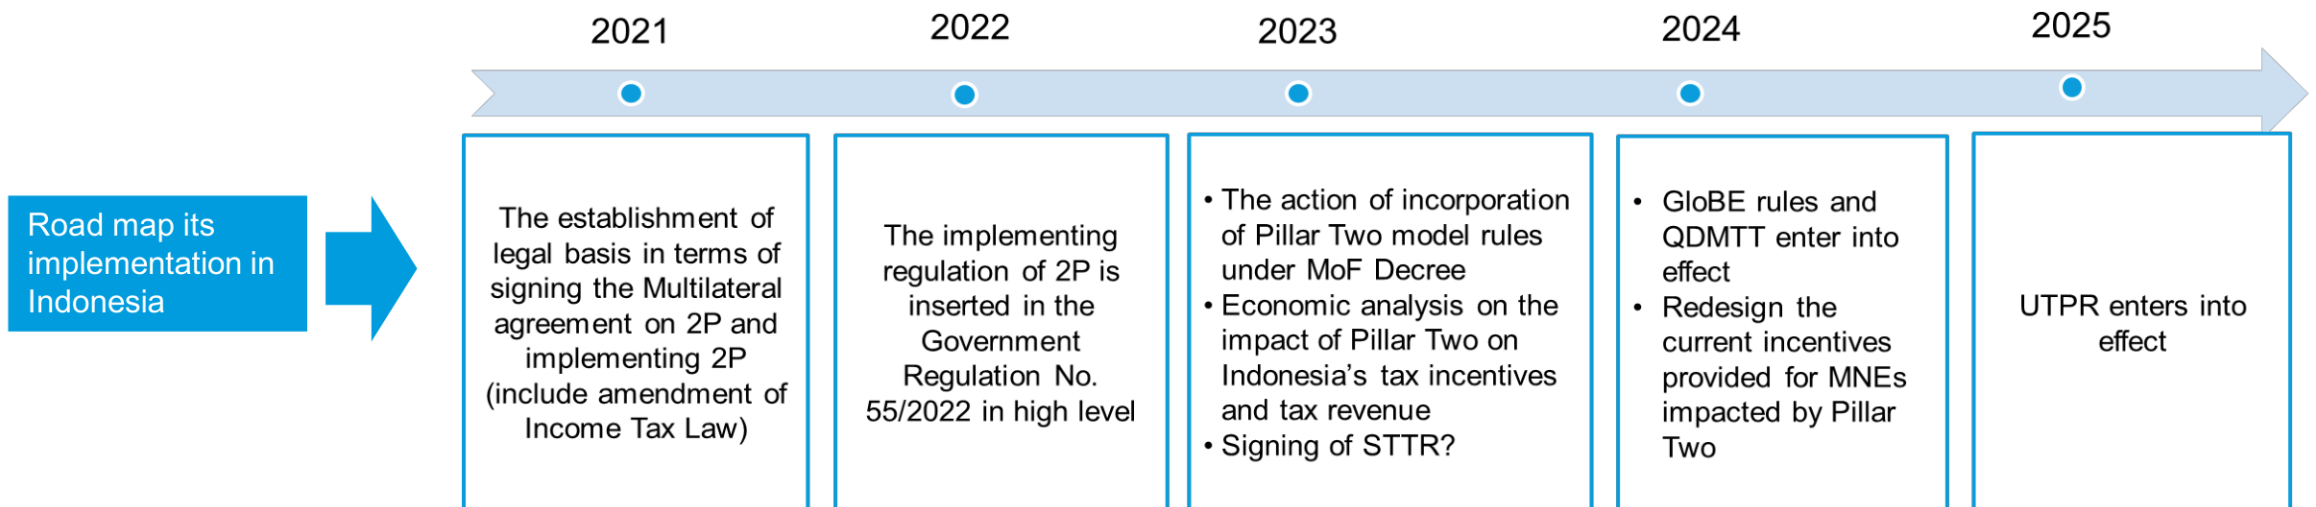 2021
2022
2023
2024
2025
Road map its
implementation in
Indonesia
The establishment of
legal basis in terms of
signing the Multilateral
agreement on 2P and
implementing 2P
(include amendment of
Income Tax Law)
The implementing
regulation of 2P is
inserted in the
Government
Regulation No.
55/2022 in high level
• The action of incorporation
of Pillar Two model rules
under MoF Decree
• Economic analysis on the
impact of Pillar Two on
Indonesia's tax incentives
and tax revenue
• Signing of STTR?
• GloBE rules and
QDMTT enter into
effect
• Redesign the
current incentives
provided for MNEs
impacted by Pillar
Two
UTPR enters into
effect